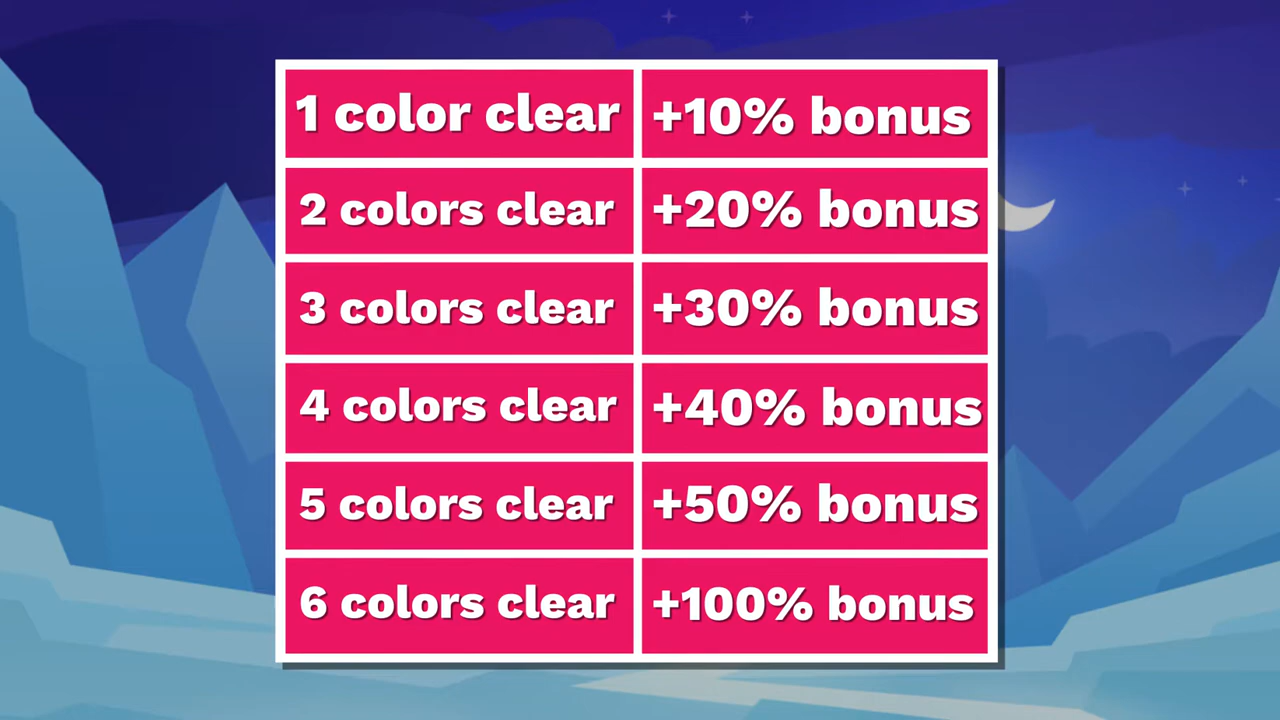 1 color clear +10% bonus
2 colors clear +20% bonus
3 colors clear +30% bonus
4 colors clear +40% bonus
5 colors clear +50% bonus
6 colors clear +100% bonus